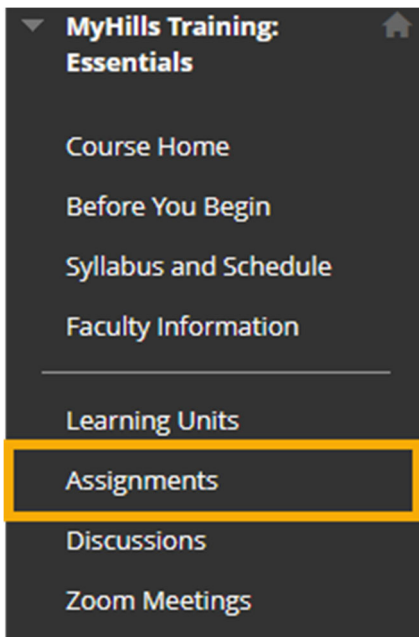 MyHills Training:
Essentials
Course Home
Before You Begin
Syllabus and Schedule
Faculty Information
Learning Units
Assignments
Discussions
Zoom Meetings